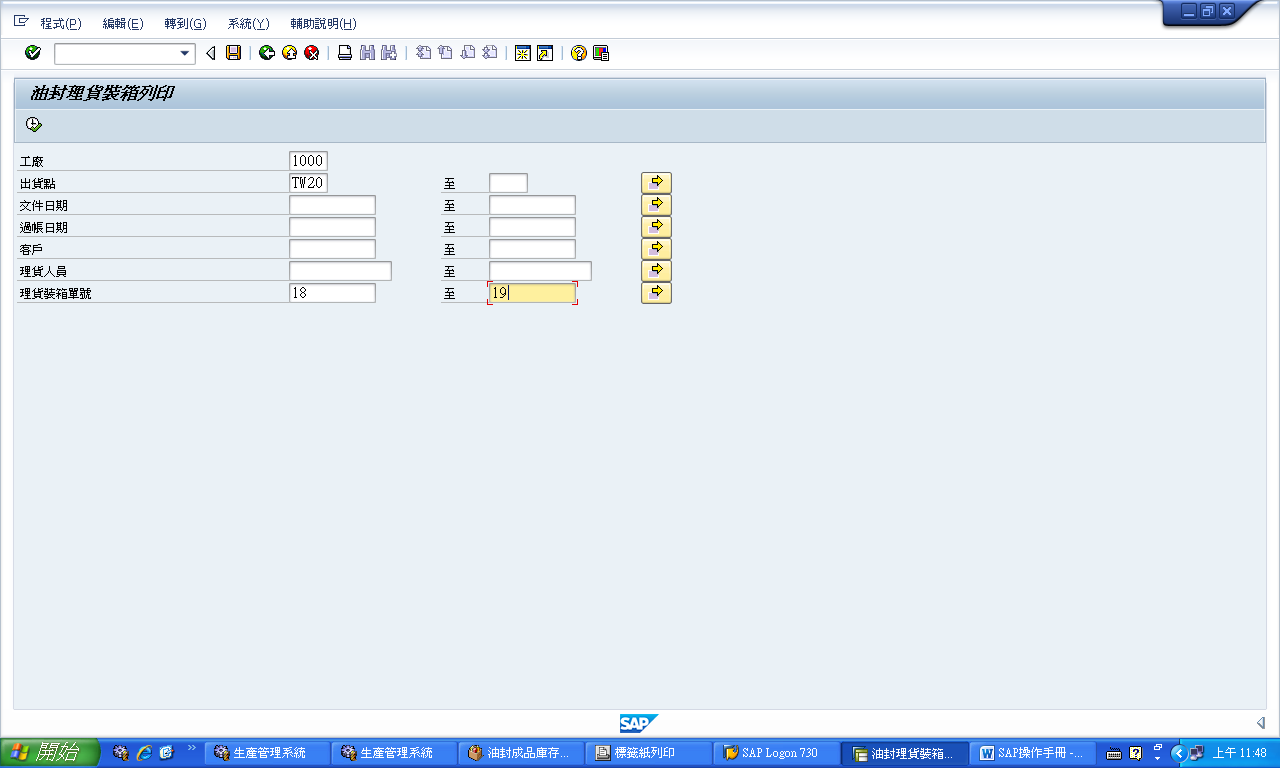 程式(P) 編輯(E) 轉到(G) 系統(Y) 輔助說明(H)
油封理貨裝箱列印
工廠 1000
出貨點 TW20 至
文件日期 至
過帳日期 至
客戶 至
理貨人員 至
理貨裝箱單號 18 至 19
SAP
開始 生產管理系統 生產管理系統 油封成品庫存... 標籤紙列印 SAP Logon 730 油封理貨裝箱... SAP操作手冊 -... 上午 11:48